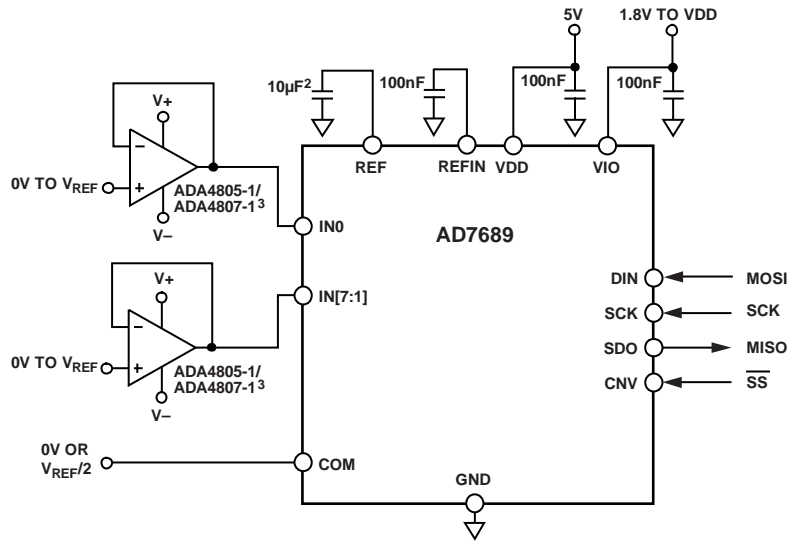 5V
1.8V TO VDD
10µF2
100nF
100nF
100nF
V+
REF
REFIN
VDD
VIO
−
0V TO VREF
+
ADA4805-1/
ADA4807-13
V−
IN0
AD7689
V+
IN[7:1]
DIN
MOSI
SCK
SCK
−
0V TO VREF
+
ADA4805-1/
ADA4807-13
V−
SDO
MISO
CNV
SS
0V OR
VREF/2
COM
GND